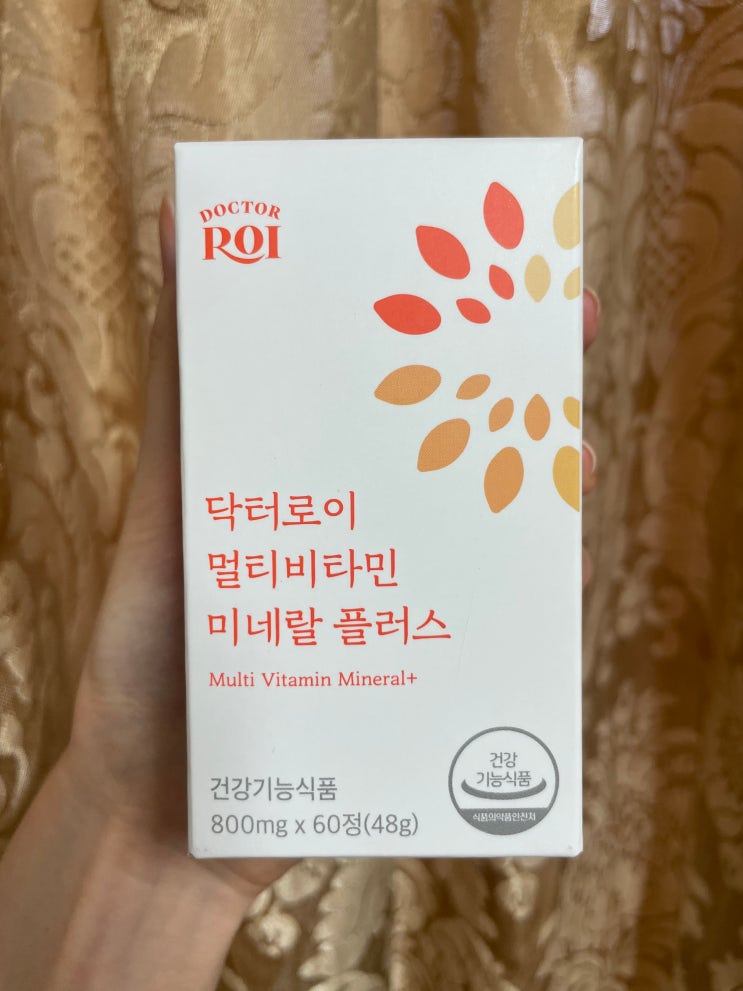 DOCTOR
ROI
닥터로이
멀티비타민
미네랄 플러스
Multi Vitamin Mineral+
건강기능식품
800mg x 60정(48g)
건강
기능식품
식품의약품안전처